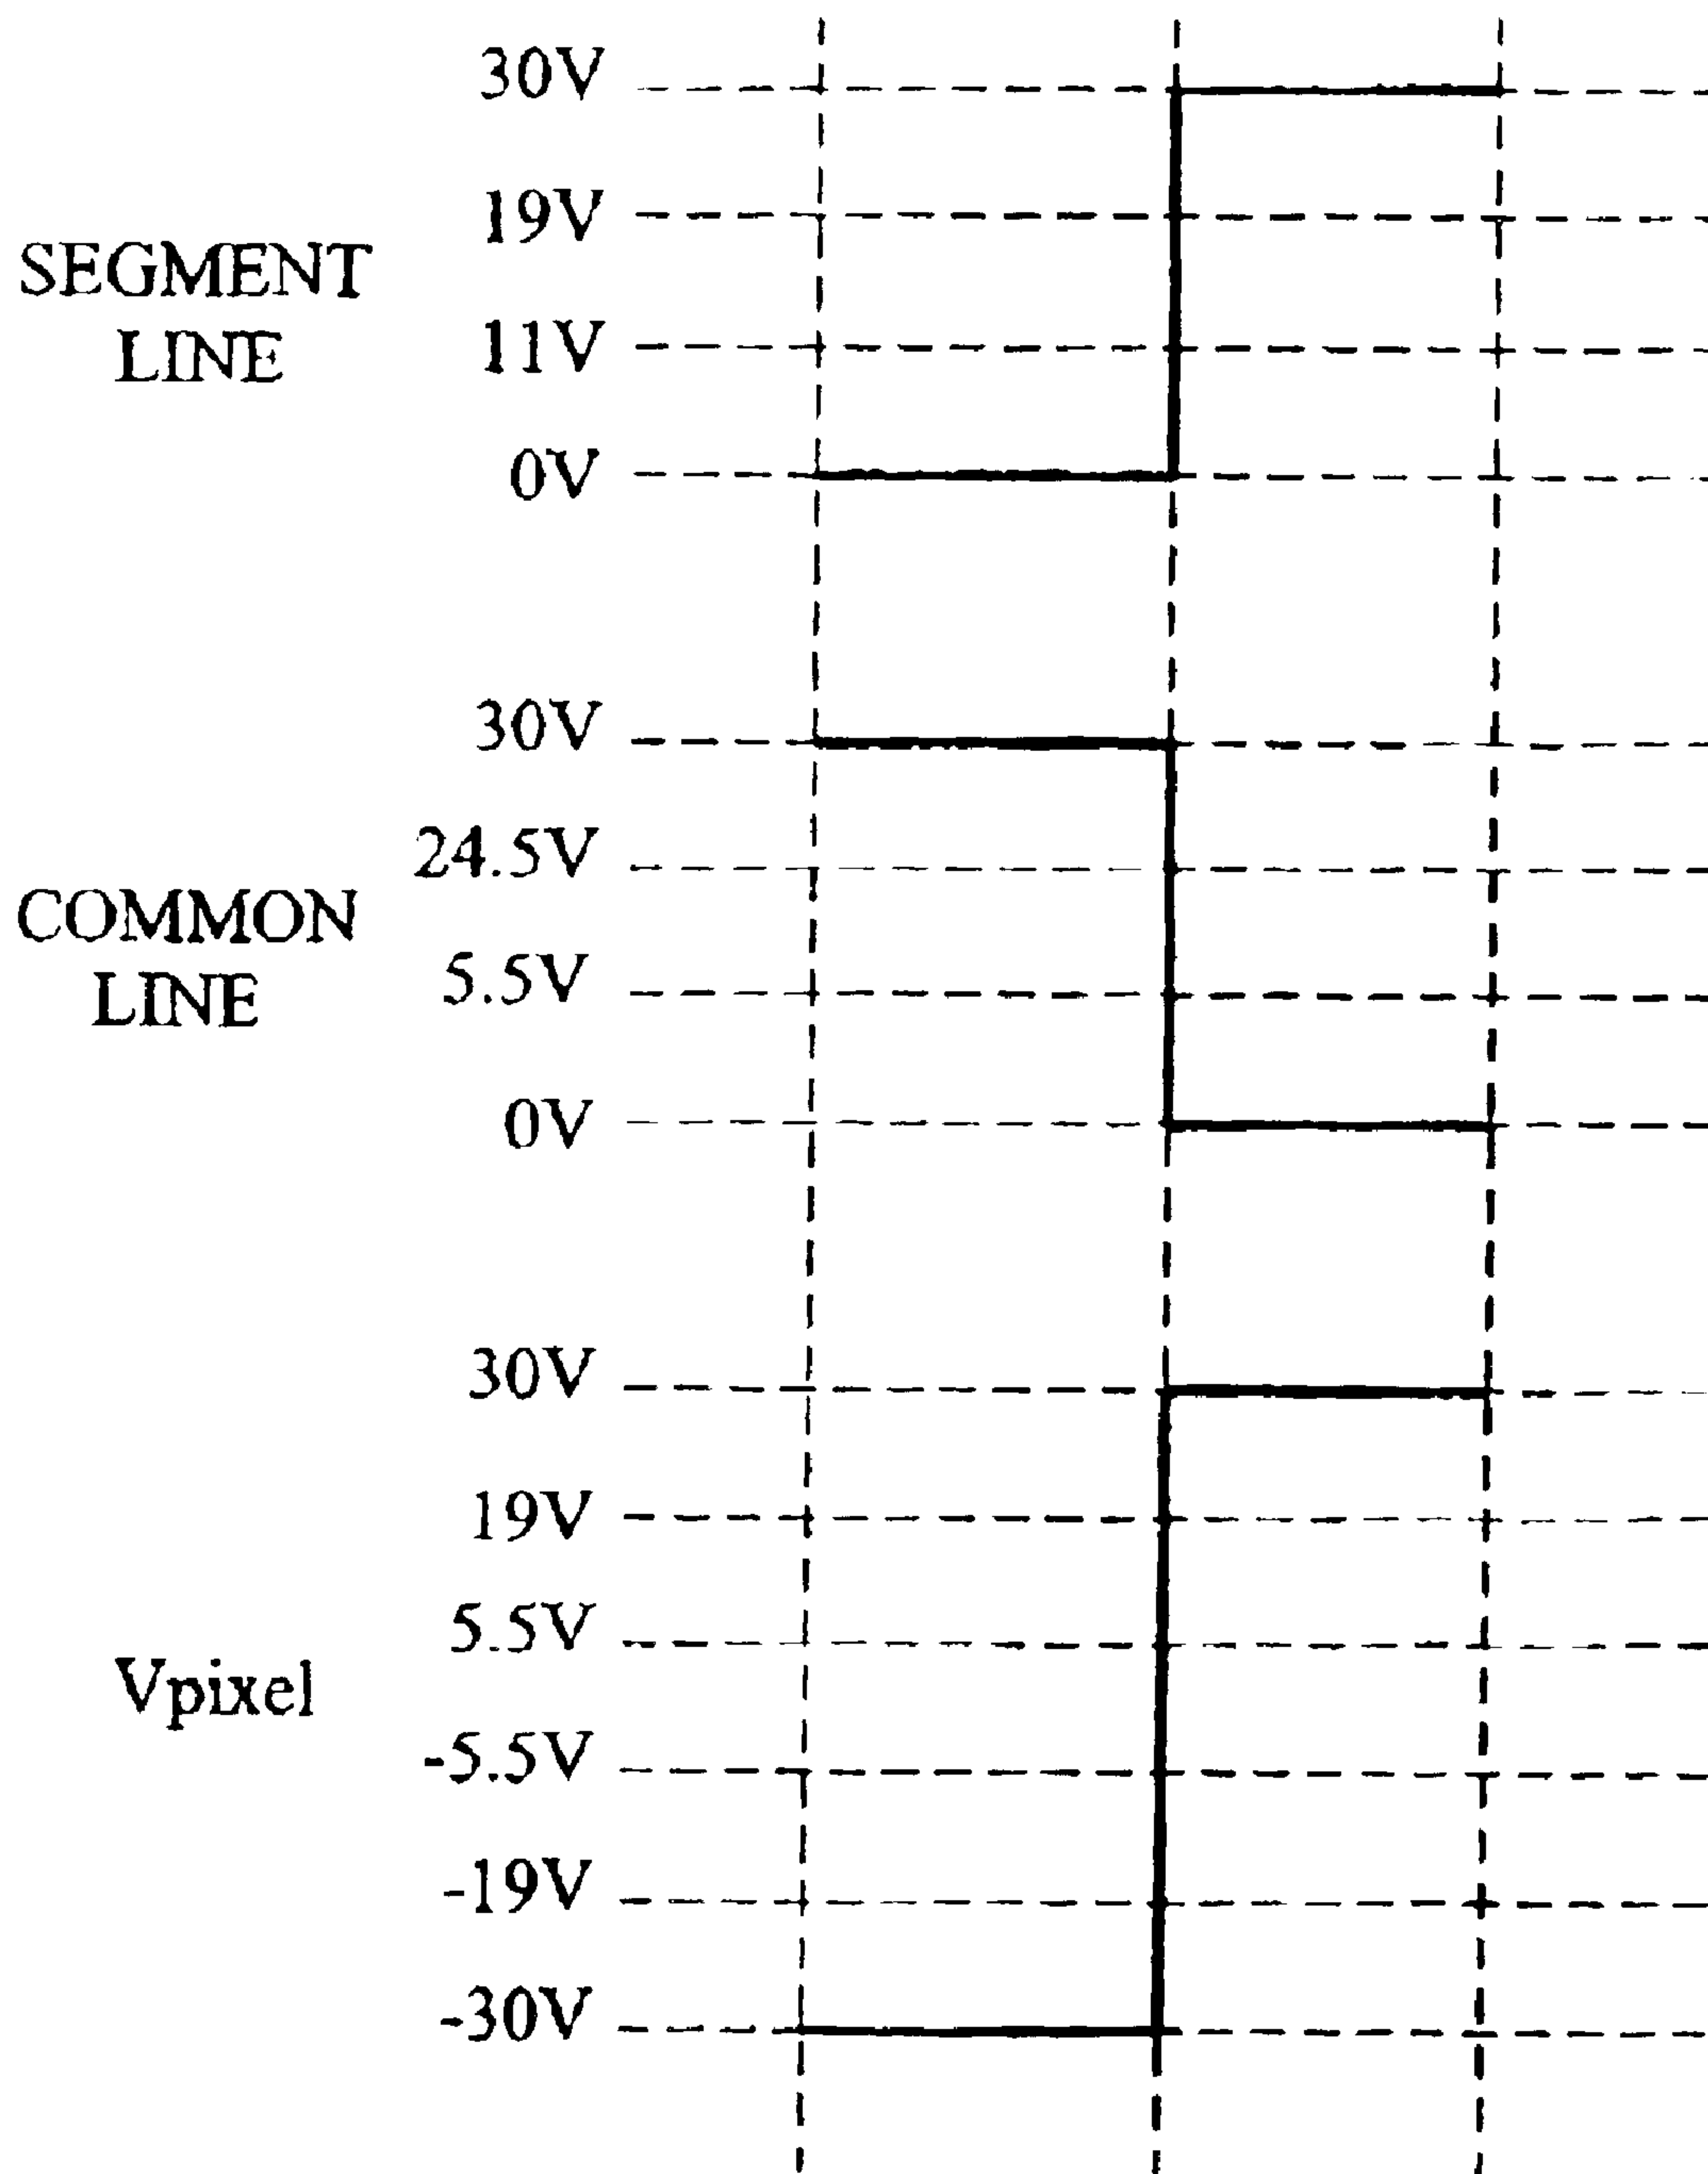 30V
19V
SEGMENT
LINE
11V
0V
30V
24.5V
COMMON
LINE
5.5V
0V
30V
19V
5.5V
Vpixel
-5.5V
-19V
-30V